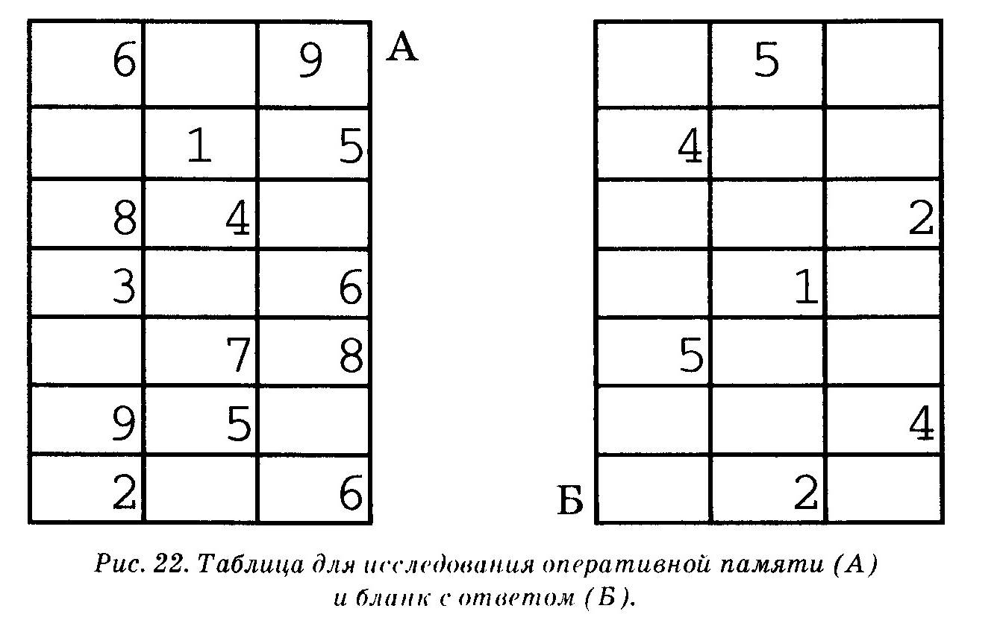 6 9 А 5
1 5 4
8 4 2
3 6 1
7 8 5
9 5 4
2 6 Б 2
Рис. 22. Таблица для исследования оперативной памяти (А)
и бланк с ответом (Б).